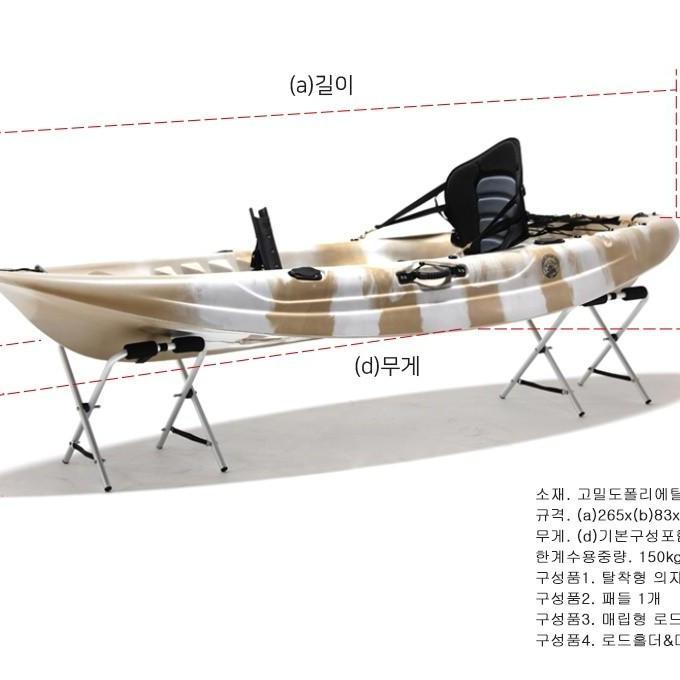 (a)길이
(d)무게
소재. 고밀도폴리에틸
규격. (a)265x(b)83x
무게. (d)기본구성포함
한계수용중량. 150kg
구성품1. 탈착형 의자
구성품2. 패들 1개
구성품3. 매립형 로드
구성품4. 로드홀더&